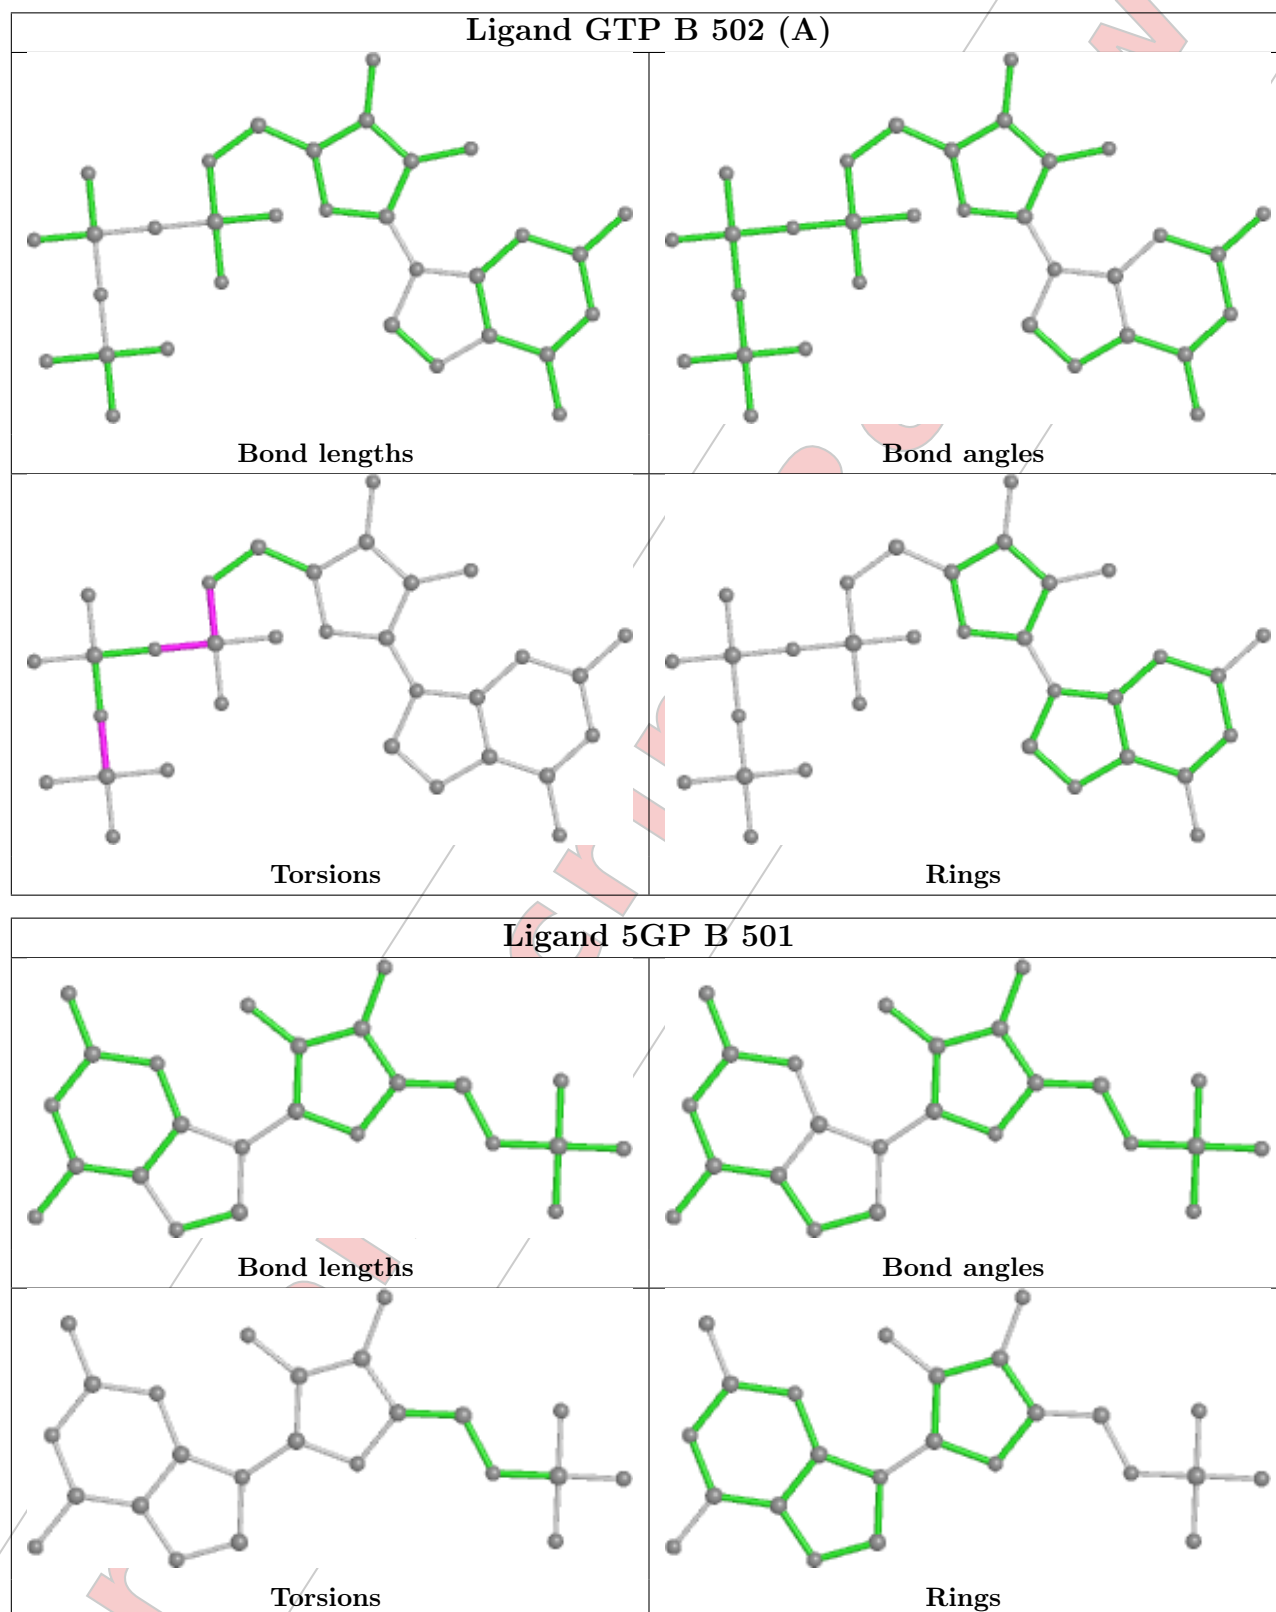 Ligand GTP B 502 (A)
Bond lengths
Bond angles
Torsions
Rings
Ligand 5GP B 501
Bond lengths
Bond angles
Torsions
Rings